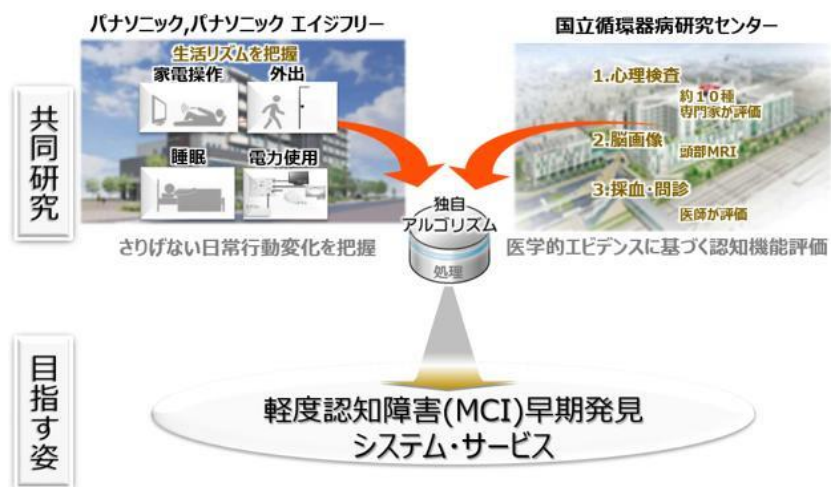 パナソニック,パナソニック エイジフリー
生活リズムを把握
家電操作
外出
睡眠
電力使用
さりげない日常行動変化を把握
国立循環器病研究センター
1.心理検査
約10種
専門家が評価
2.脳画像
頭部MRI
3.採血・問診
医師が評価
医学的エビデンスに基づく認知機能評価
共同研究
独自
アルゴリズム
処理
目指す姿
軽度認知障害(MCI)早期発見
システム・サービス